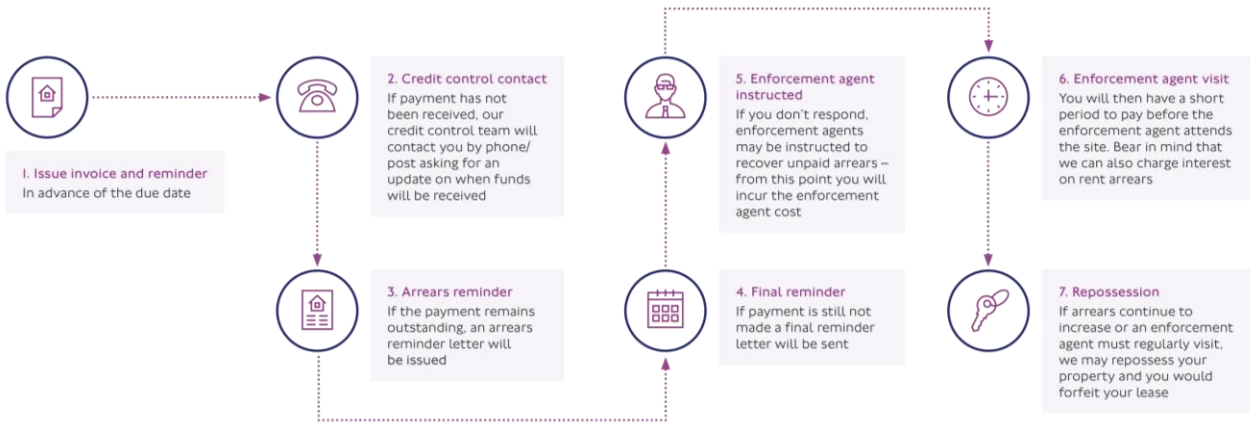 1. Issue invoice and reminder
In advance of the due date
2. Credit control contact
If payment has not
been received, our
credit control team will
contact you by phone/
post asking for an
update on when funds
will be received
3. Arrears reminder
If the payment remains
outstanding, an arrears
reminder letter will
be issued
4. Final reminder
If payment is still not
made a final reminder
letter will be sent
5. Enforcement agent
instructed
If you don't respond,
enforcement agents
may be instructed to
recover unpaid arrears –
from this point you will
incur the enforcement
agent cost
6. Enforcement agent visit
You will then have a short
period to pay before the
enforcement agent attends
the site. Bear in mind that
we can also charge interest
on rent arrears
7. Repossession
If arrears continue to
increase or an enforcement
agent must regularly visit,
we may repossess your
property and you would
forfeit your lease